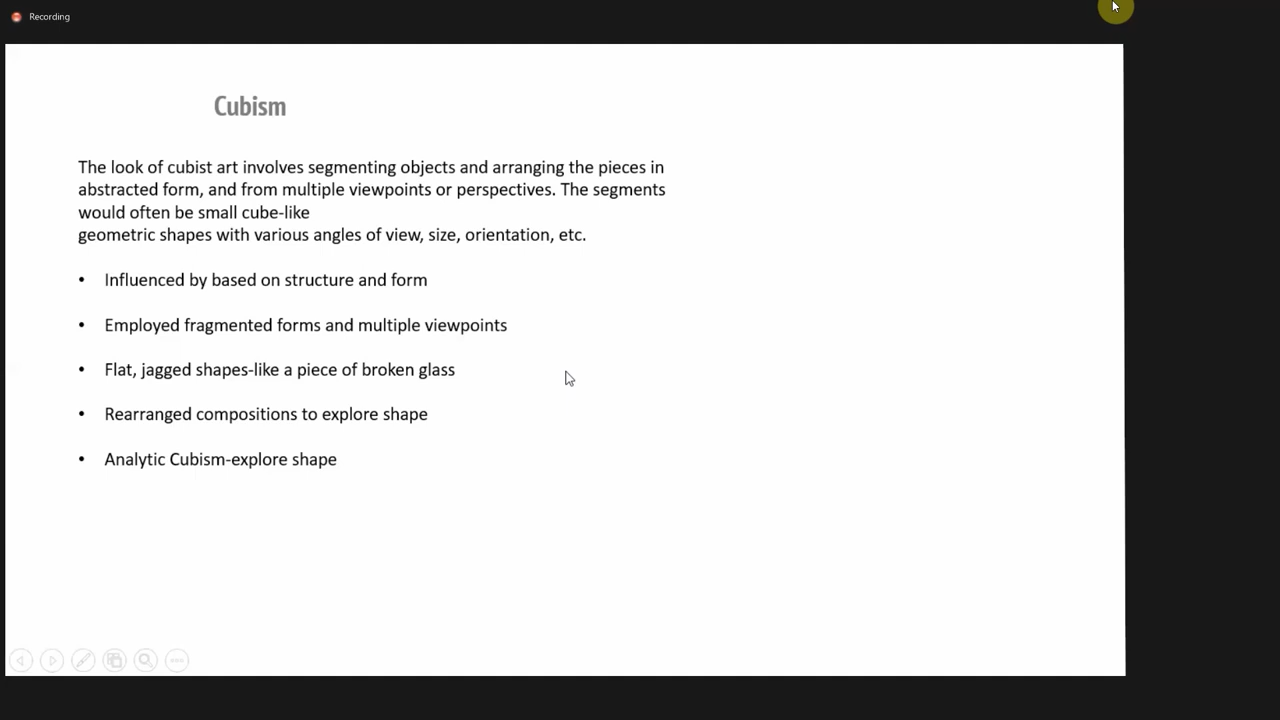 Recording
Cubism
The look of cubist art involves segmenting objects and arranging the pieces in
abstracted form, and from multiple viewpoints or perspectives. The segments
would often be small cube-like
geometric shapes with various angles of view, size, orientation, etc.
• Influenced by based on structure and form
• Employed fragmented forms and multiple viewpoints
• Flat, jagged shapes-like a piece of broken glass
• Rearranged compositions to explore shape
• Analytic Cubism-explore shape